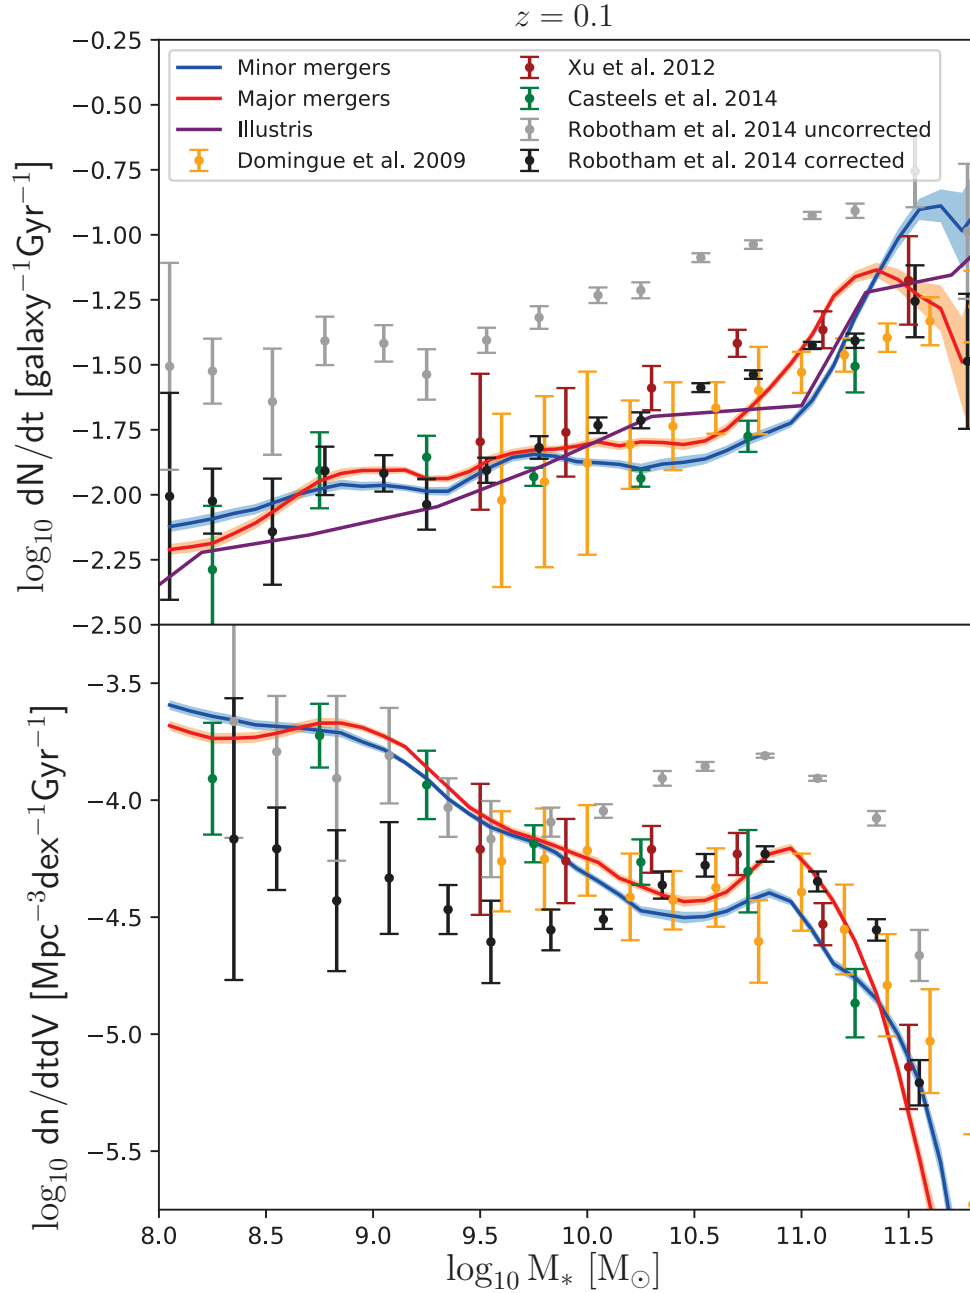 z = 0.1
−0.25
−0.50
−0.75
−1.00
−1.25
−1.50
−1.75
−2.00
−2.25
−2.50
log₁₀ dN/dt [galaxy⁻¹Gyr⁻¹]
Minor mergers
Major mergers
Illustris
Domingue et al. 2009
Xu et al. 2012
Casteels et al. 2014
Robotham et al. 2014 uncorrected
Robotham et al. 2014 corrected
−3.5
−4.0
−4.5
−5.0
−5.5
log₁₀ dn/dtdV [Mpc⁻³dex⁻¹Gyr⁻¹]
8.0 8.5 9.0 9.5 10.0 10.5 11.0 11.5
log₁₀ M∗ [M⊙]